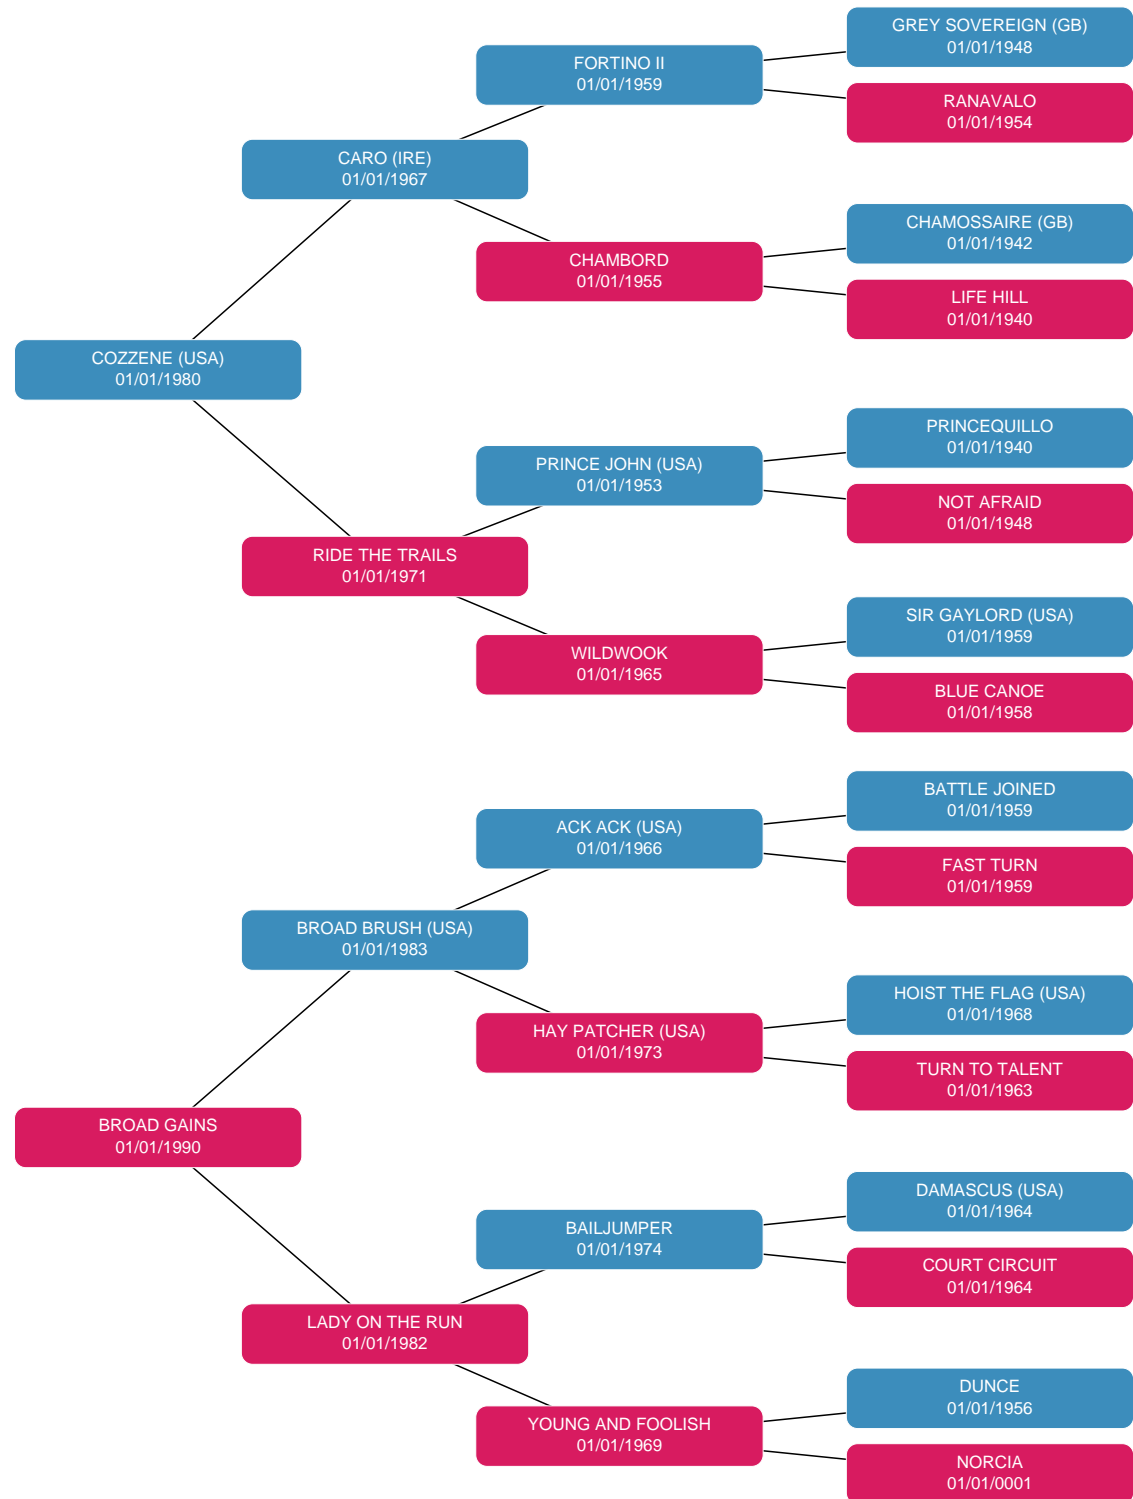 GREY SOVEREIGN (GB)
01/01/1948
FORTINO II
01/01/1959
RANAVALO
01/01/1954
CARO (IRE)
01/01/1967
CHAMOSSAIRE (GB)
01/01/1942
CHAMBORD
01/01/1955
LIFE HILL
01/01/1940
COZZENE (USA)
01/01/1980
PRINCEQUILLO
01/01/1940
PRINCE JOHN (USA)
01/01/1953
NOT AFRAID
01/01/1948
RIDE THE TRAILS
01/01/1971
SIR GAYLORD (USA)
01/01/1959
WILDWOOK
01/01/1965
BLUE CANOE
01/01/1958
BATTLE JOINED
01/01/1959
ACK ACK (USA)
01/01/1966
FAST TURN
01/01/1959
BROAD BRUSH (USA)
01/01/1983
HOIST THE FLAG (USA)
01/01/1968
HAY PATCHER (USA)
01/01/1973
TURN TO TALENT
01/01/1963
BROAD GAINS
01/01/1990
DAMASCUS (USA)
01/01/1964
BAILJUMPER
01/01/1974
COURT CIRCUIT
01/01/1964
LADY ON THE RUN
01/01/1982
DUNCE
01/01/1956
YOUNG AND FOOLISH
01/01/1969
NORCIA
01/01/0001